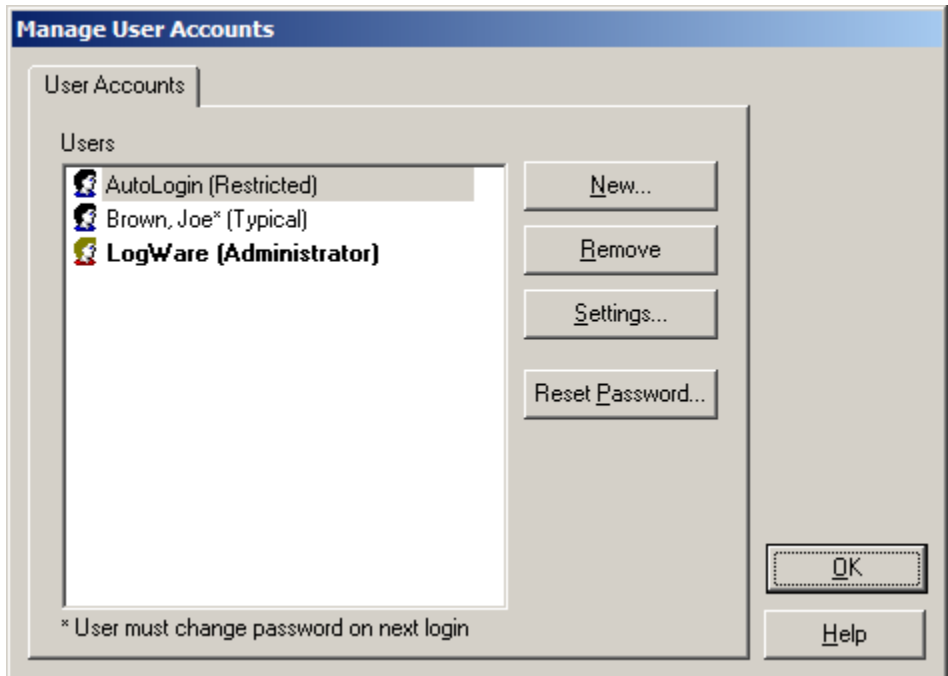 Manage User Accounts
User Accounts
Users
AutoLogin (Restricted)
Brown, Joe* (Typical)
LogWare (Administrator)
New...
Remove
Settings...
Reset Password...
* User must change password on next login
OK
Help